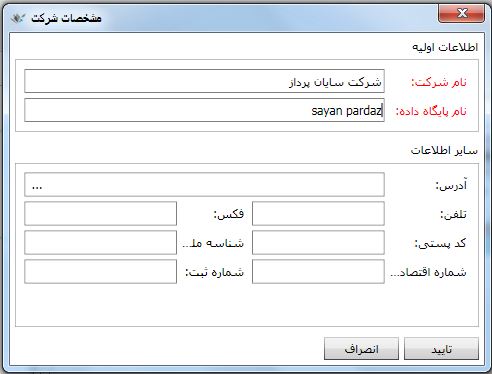 مشخصات شرکت
اطلاعات اولیه
نام شرکت: شرکت سایان پرداز
نام پایگاه داده: sayan pardaz
سایر اطلاعات
آدرس: ...
تلفن: فکس:
کد پستی: شناسه مل...
شماره اقتصاد... شماره ثبت:
تایید انصراف